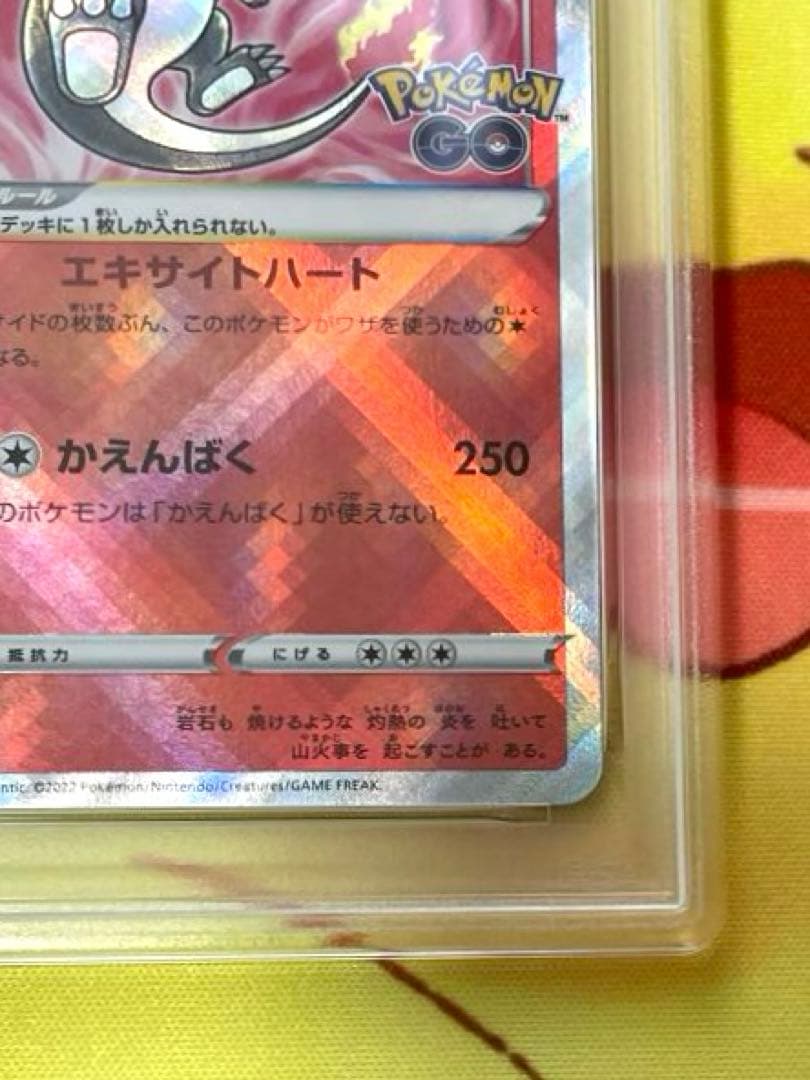 POKéMON™
GO
ルール
デッキに1枚しか入れられない。
エキサイトハート
サイドの枚数ぶん、このポケモンがワザを使うための
なる。
かえんばく 250
のポケモンは「かえんばく」が使えない。
抵抗力 にげる
岩石も 焼けるような 灼熱の 炎を 吐いて
山火事を 起こすことが ある。
©2022 Pokémon/Nintendo/Creatures/GAME FREAK.